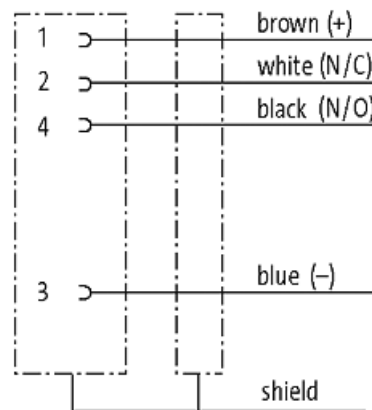 1 brown (+)
2 white (N/C)
4 black (N/O)
3 blue (–)
shield